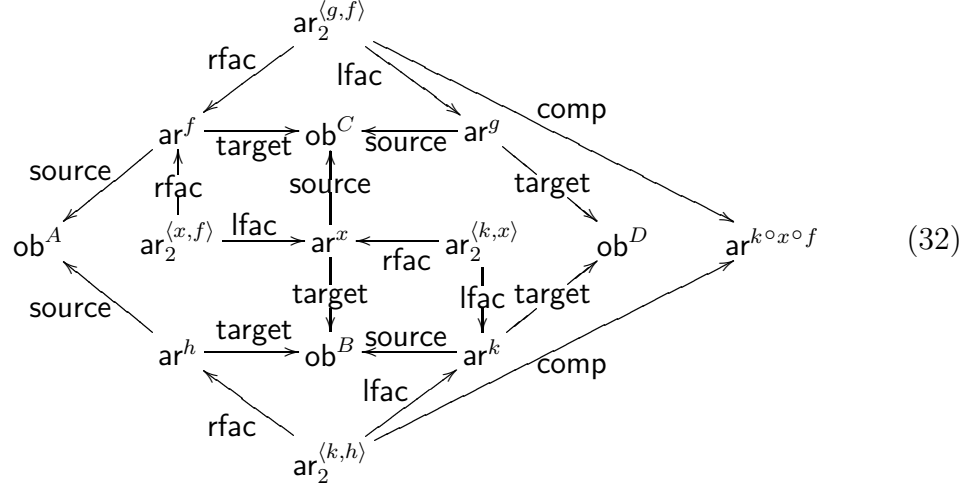 ar₂^{⟨g,f⟩}
rfac lfac comp
ar^f target ob^C source ar^g
source rfac source target
ob^A ar₂^{⟨x,f⟩} lfac ar^x rfac ar₂^{⟨k,x⟩} ob^D ar^{k∘x∘f} (32)
source target lfac target
ar^h target ob^B source ar^k
rfac lfac comp
ar₂^{⟨k,h⟩}